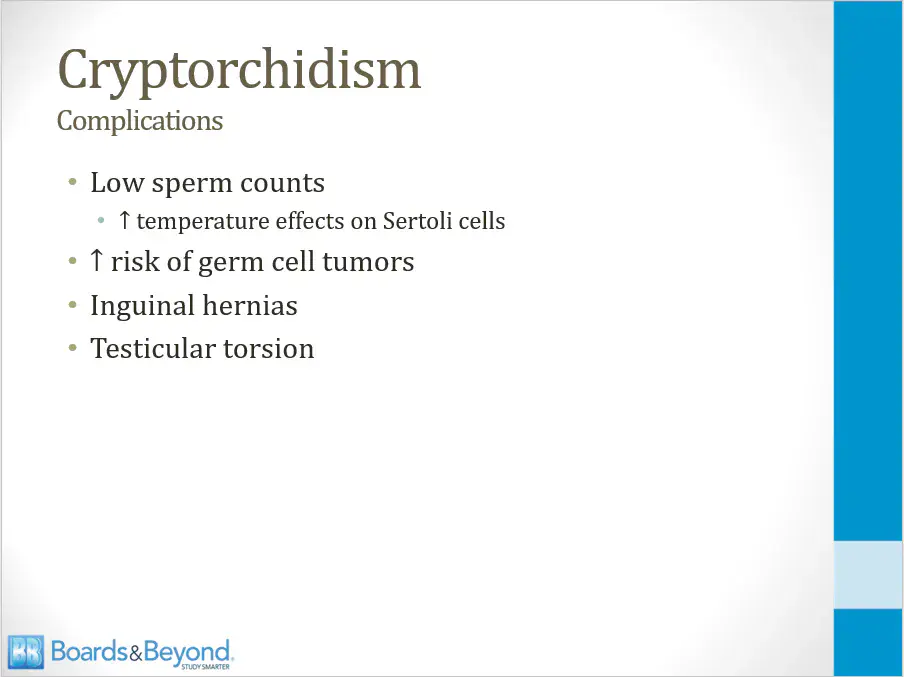 Cryptorchidism
Complications
• Low sperm counts
• ↑ temperature effects on Sertoli cells
• ↑ risk of germ cell tumors
• Inguinal hernias
• Testicular torsion
BB Boards&Beyond.
STUDY SMARTER